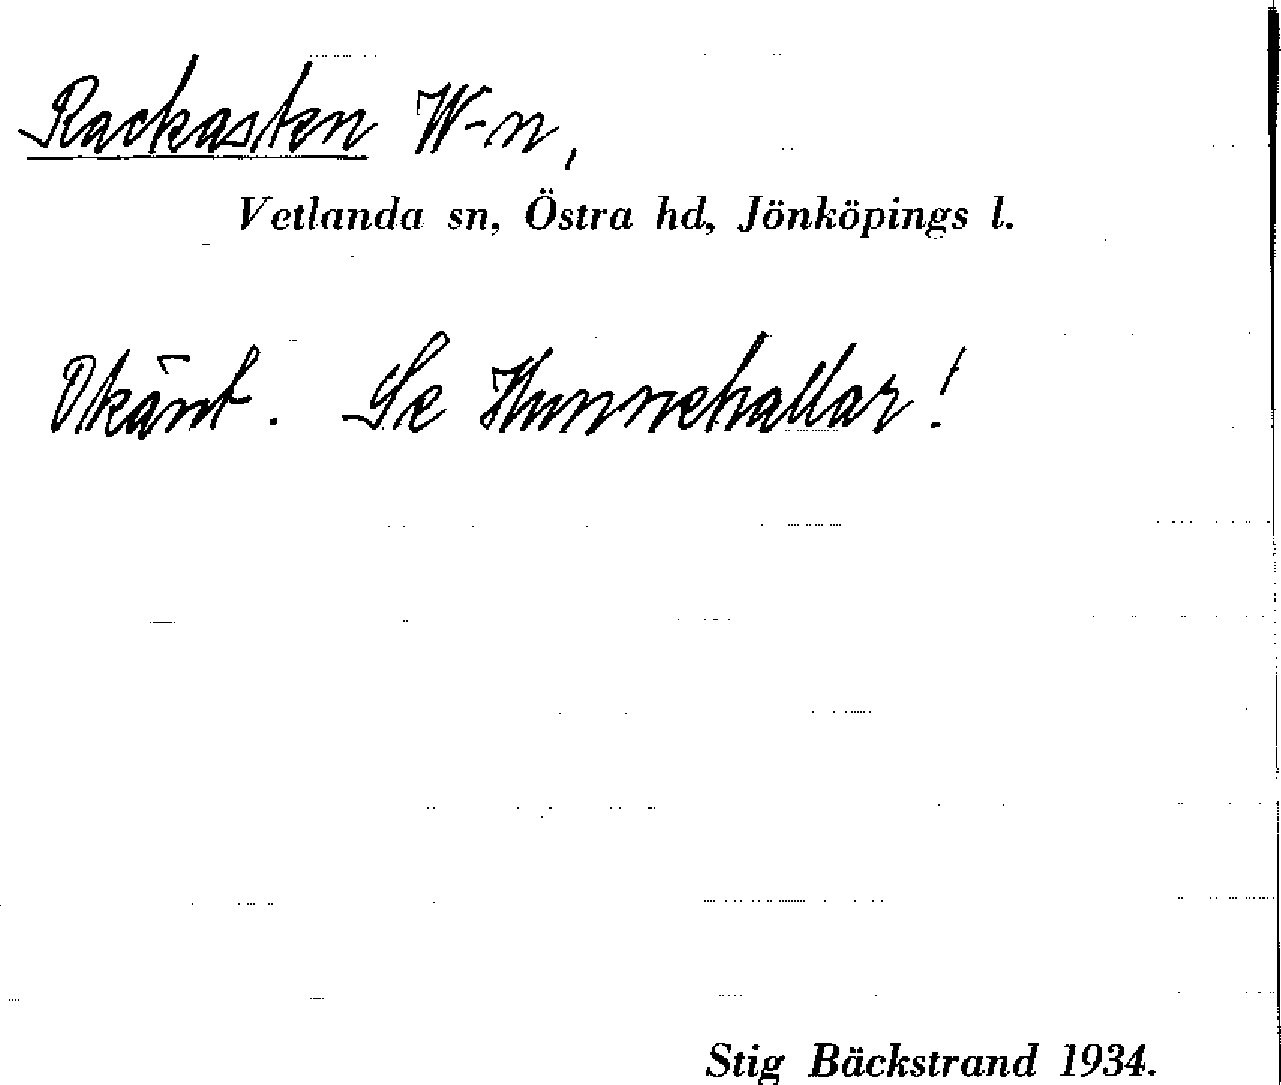 Rackasten W-n,
Vetlanda sn, Östra hd, Jönköpings l.
Okänt. Se Hunnehallar!
Stig Bäckstrand 1934.